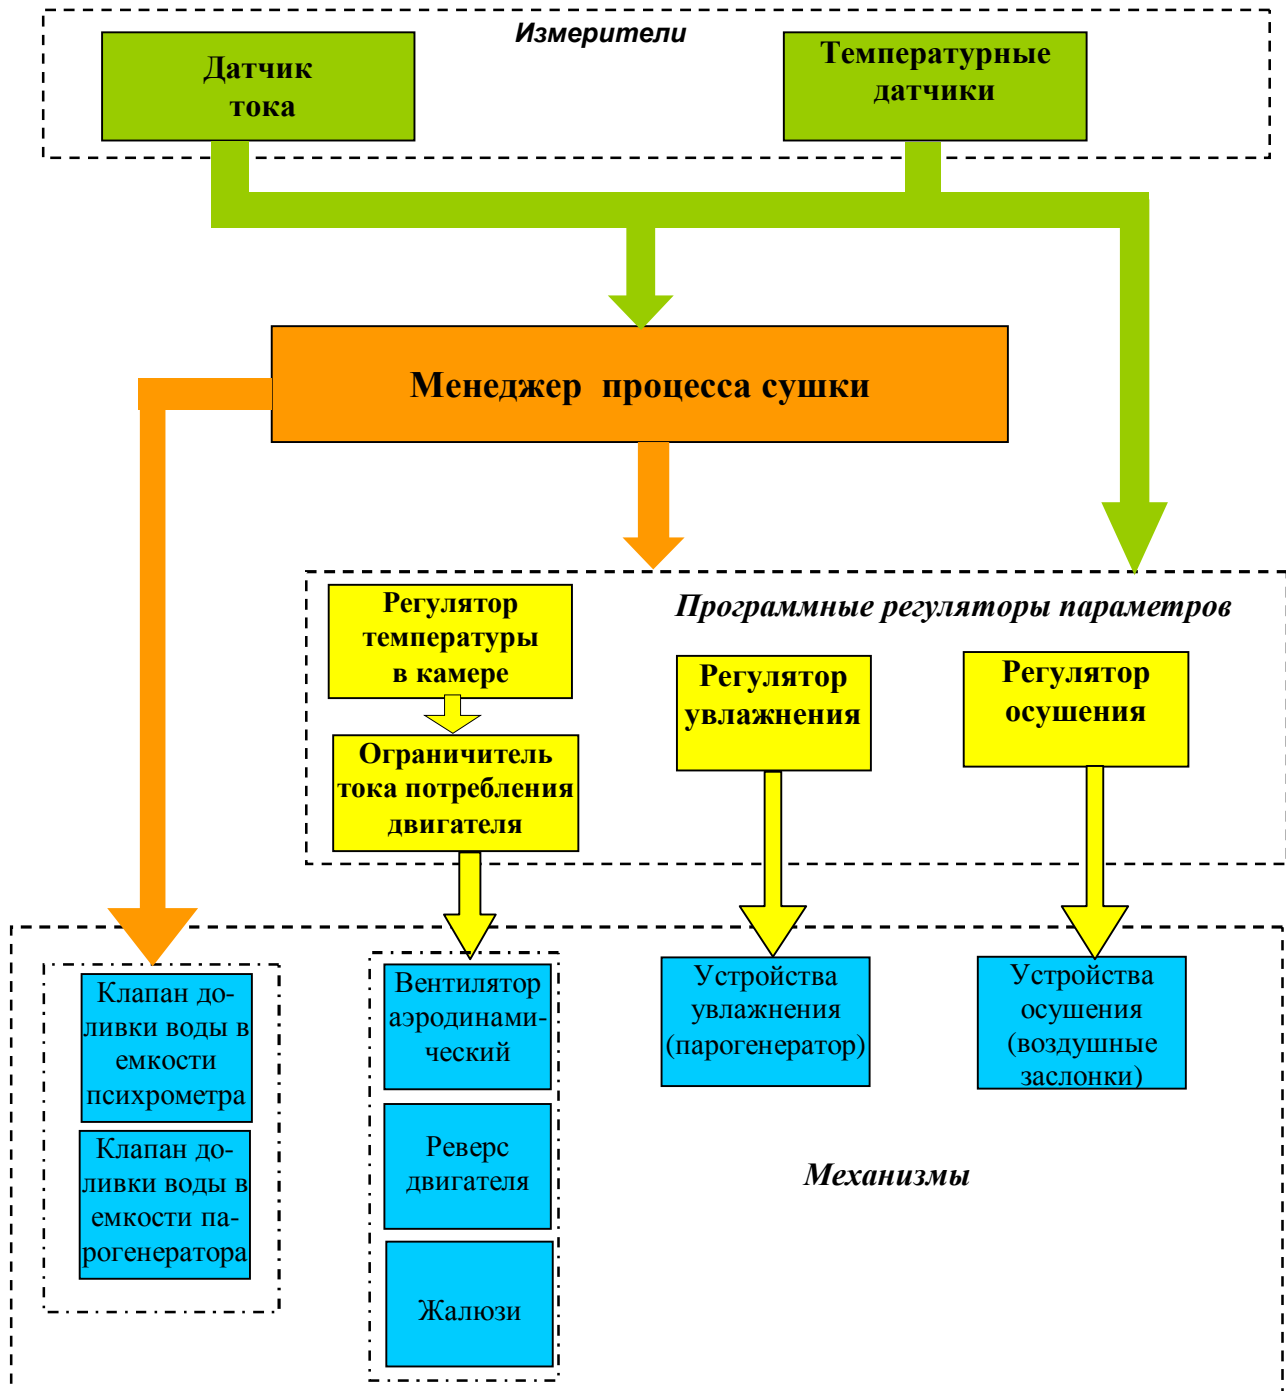 Измерители
Датчик
тока
Температурные
датчики
Менеджер процесса сушки
Программные регуляторы параметров
Регулятор
температуры
в камере
Ограничитель
тока потребления
двигателя
Регулятор
увлажнения
Регулятор
осушения
Клапан до-
ливки воды в
емкости
психрометра
Клапан до-
ливки воды в
емкости па-
рогенератора
Вентилятор
аэродинами-
ческий
Реверс
двигателя
Жалюзи
Устройства
увлажнения
(парогенератор)
Устройства
осушения
(воздушные
заслонки)
Механизмы